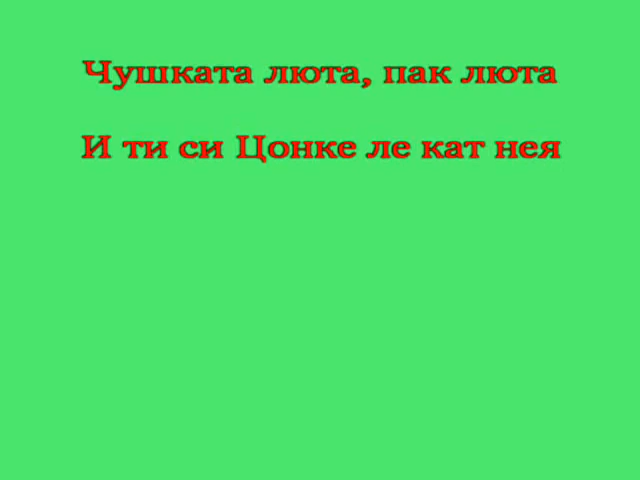 Чушката люта, пак люта
И ти си Цонке ле кат нея